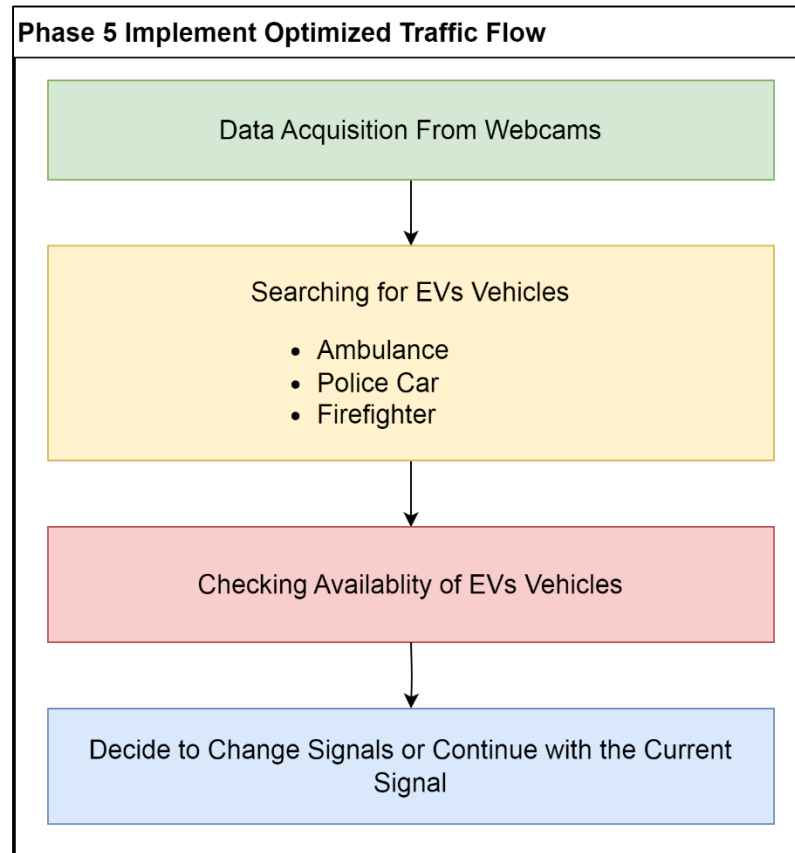 Phase 5 Implement Optimized Traffic Flow
Data Acquisition From Webcams
Searching for EVs Vehicles
• Ambulance
• Police Car
• Firefighter
Checking Availablity of EVs Vehicles
Decide to Change Signals or Continue with the Current
Signal